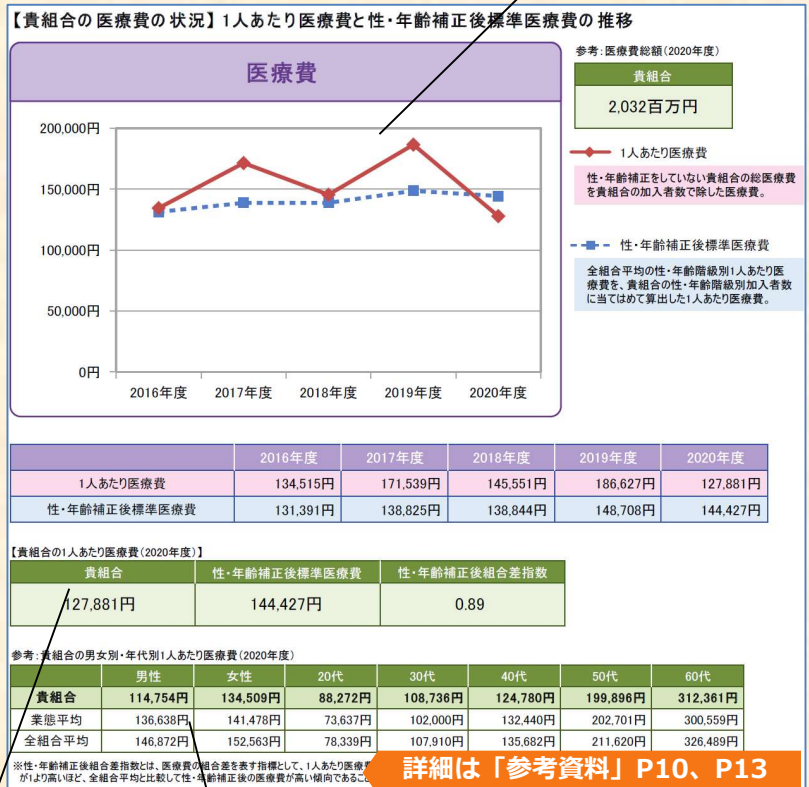 【貴組合の医療費の状況】1人あたり医療費と性・年齢補正後標準医療費の推移
参考:医療費総額(2020年度)
貴組合
2,032百万円
医療費
200,000円
150,000円
100,000円
50,000円
0円
2016年度 2017年度 2018年度 2019年度 2020年度
1人あたり医療費
性・年齢補正をしていない貴組合の総医療費
を貴組合の加入者数で除した医療費。
性・年齢補正後標準医療費
全組合平均の性・年齢階級別1人あたり医
療費を、貴組合の性・年齢階級別加入者数
に当てはめて算出した1人あたり医療費。
2016年度 2017年度 2018年度 2019年度 2020年度
1人あたり医療費 134,515円 171,539円 145,551円 186,627円 127,881円
性・年齢補正後標準医療費 131,391円 138,825円 138,844円 148,708円 144,427円
【貴組合の1人あたり医療費(2020年度)】
貴組合 性・年齢補正後標準医療費 性・年齢補正後組合差指数
127,881円 144,427円 0.89
参考:貴組合の男女別・年代別1人あたり医療費(2020年度)
男性 女性 20代 30代 40代 50代 60代
貴組合 114,754円 134,509円 88,272円 108,736円 124,780円 199,896円 312,361円
業態平均 136,638円 141,478円 73,637円 102,000円 132,440円 202,701円 300,559円
全組合平均 146,872円 152,563円 78,339円 107,910円 135,682円 211,620円 326,489円
※性・年齢補正後組合差指数とは、医療費の組合差を表す指標として、1人あたり医療費
が1より高いほど、全組合平均と比較して性・年齢補正後の医療費が高い傾向であるこ
詳細は「参考資料」P10、P13